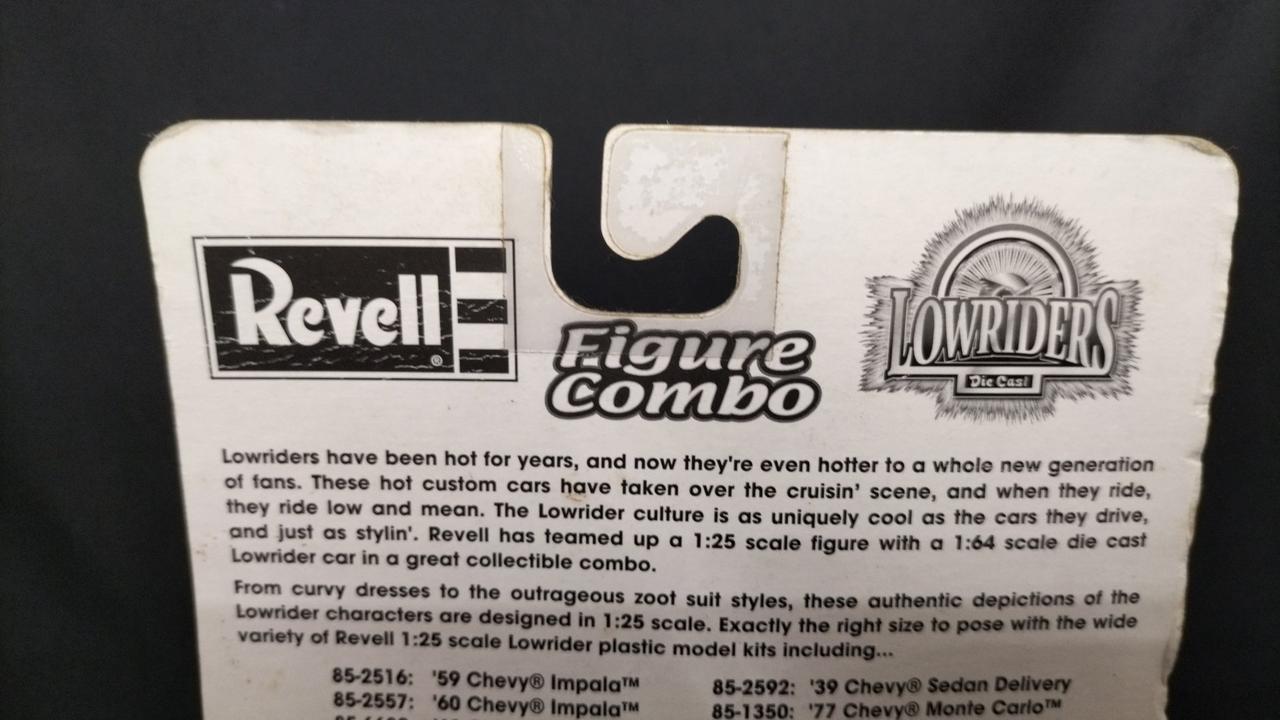 Revell®
Figure
Combo
LOWRIDERS
Die Cast
Lowriders have been hot for years, and now they're even hotter to a whole new generation
of fans. These hot custom cars have taken over the cruisin' scene, and when they ride,
they ride low and mean. The Lowrider culture is as uniquely cool as the cars they drive,
and just as stylin'. Revell has teamed up a 1:25 scale figure with a 1:64 scale die cast
Lowrider car in a great collectible combo.
From curvy dresses to the outrageous zoot suit styles, these authentic depictions of the
Lowrider characters are designed in 1:25 scale. Exactly the right size to pose with the wide
variety of Revell 1:25 scale Lowrider plastic model kits including...
85-2516: '59 Chevy® Impala™
85-2557: '60 Chevy® Impala™
85-2592: '39 Chevy® Sedan Delivery
85-1350: '77 Chevy® Monte Carlo™